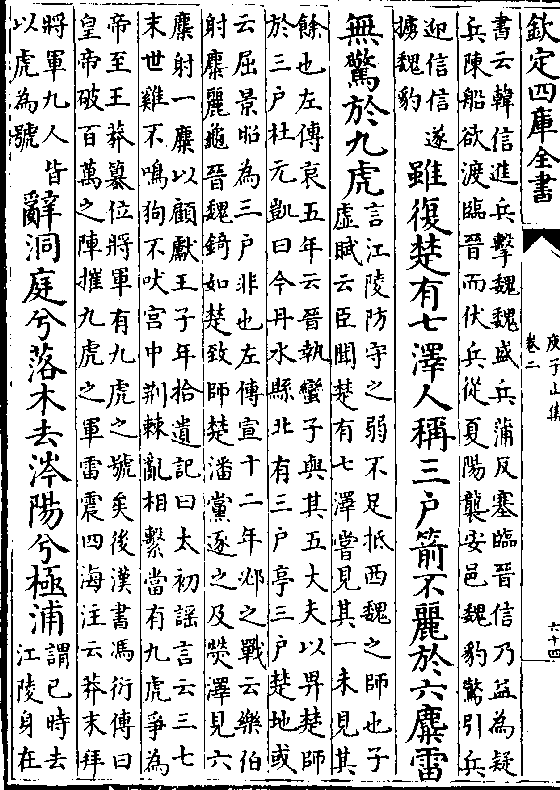 欽定四庫全書
庾子山集
卷二
六十四
書云韓信進兵擊魏魏盛兵蒲反塞臨晉信乃益為疑
兵陳船欲渡臨晉而伏兵從夏陽襲安邑魏豹驚引兵
迎信信遂
擄魏豹
雖復楚有七澤人稱三户箭不麗於六麋雷
無驚於九虎
言江陵防守之弱不足抵西魏之師也子
虛賦云臣聞楚有七澤嘗見其一未見其
餘也左傳哀五年云晉執蠻子與其五大夫以畀楚師
於三户杜元凱曰今丹水縣北有三户亭三户楚地或
云屈景昭為三户非也左傳宣十二年邲之戰云樂伯
射麋麗龜晉魏錡如楚致師楚潘黨逐之及熒澤見六
麋射一麋以顧獻王子年拾遺記曰太初謡言云三七
末世雞不鳴狗不吠宫中荆棘亂相繫當有九虎爭為
帝至王莽篡位將軍有九虎之號矣後漢書馮衍傳曰
皇帝破百萬之陣摧九虎之軍雷震四海注云莽末拜
將軍九人皆
以虎為號
辭洞庭兮落木去涔陽兮極浦
謂已時去
江陵身在